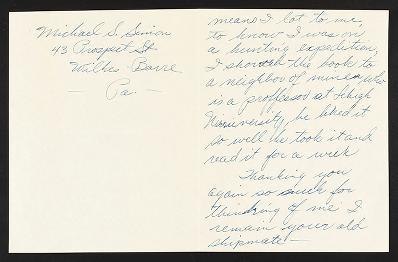 Michael S. Simon
43 Prospect St
Wilkes-Barre
— Pa. —
means I lot to me,
to know I was on
a hunting expedition,
I showed the book to
a neighbor of mine, who
is a proffessor at Lehigh
University, he liked it
so well he took it and
read it for a week
Thanking you
again so much for
thinking of me I
remain your old
shipmate—